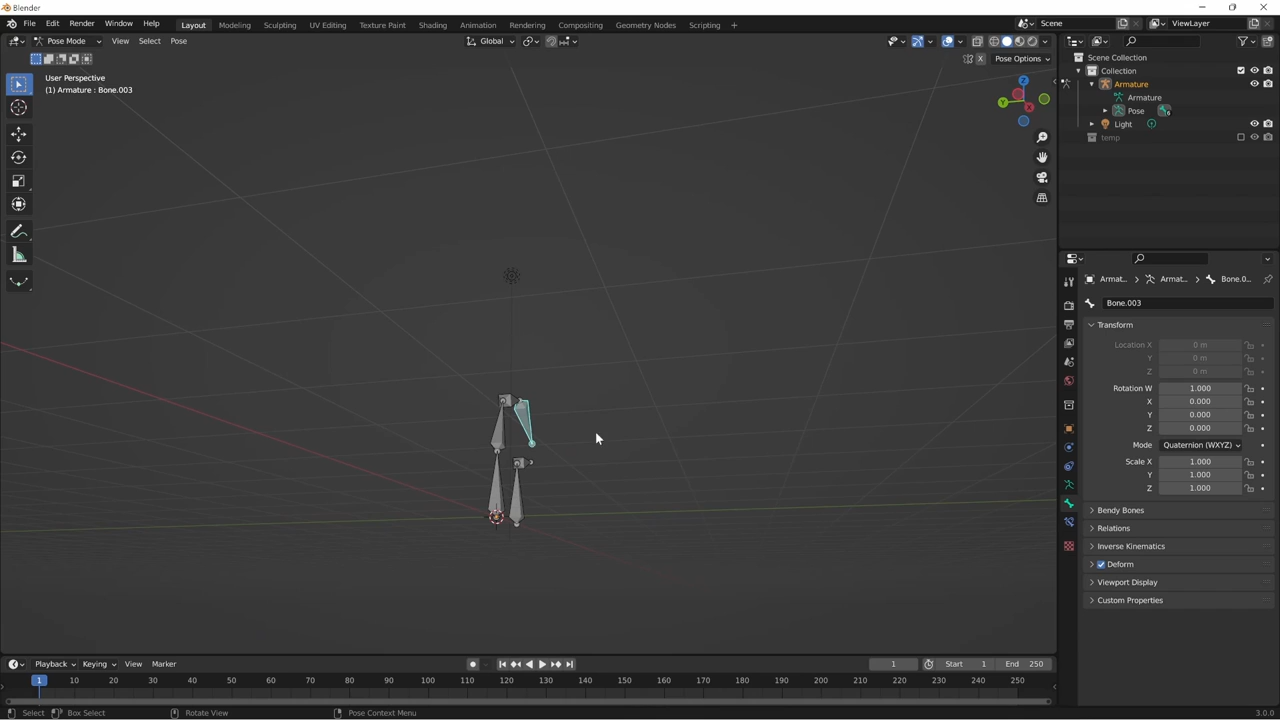 Blender
File Edit Render Window Help Layout Modeling Sculpting UV Editing Texture Paint Shading Animation Rendering Compositing Geometry Nodes Scripting + Scene ViewLayer
Pose Mode View Select Pose Global
X Pose Options
User Perspective
(1) Armature : Bone.003
Z
Y
X
Scene Collection
Collection
Armature
Armature
Pose 6
Light
temp
Armat... > Armat... > Bone.0...
Bone.003
Transform
Location X 0 m
Y 0 m
Z 0 m
Rotation W 1.000
X 0.000
Y 0.000
Z 0.000
Mode Quaternion (WXYZ)
Scale X 1.000
Y 1.000
Z 1.000
Bendy Bones
Relations
Inverse Kinematics
Deform
Viewport Display
Custom Properties
Playback Keying View Marker 1 Start 1 End 250
1 10 20 30 40 50 60 70 80 90 100 110 120 130 140 150 160 170 180 190 200 210 220 230 240 250
Select Box Select Rotate View Pose Context Menu 3.0.0